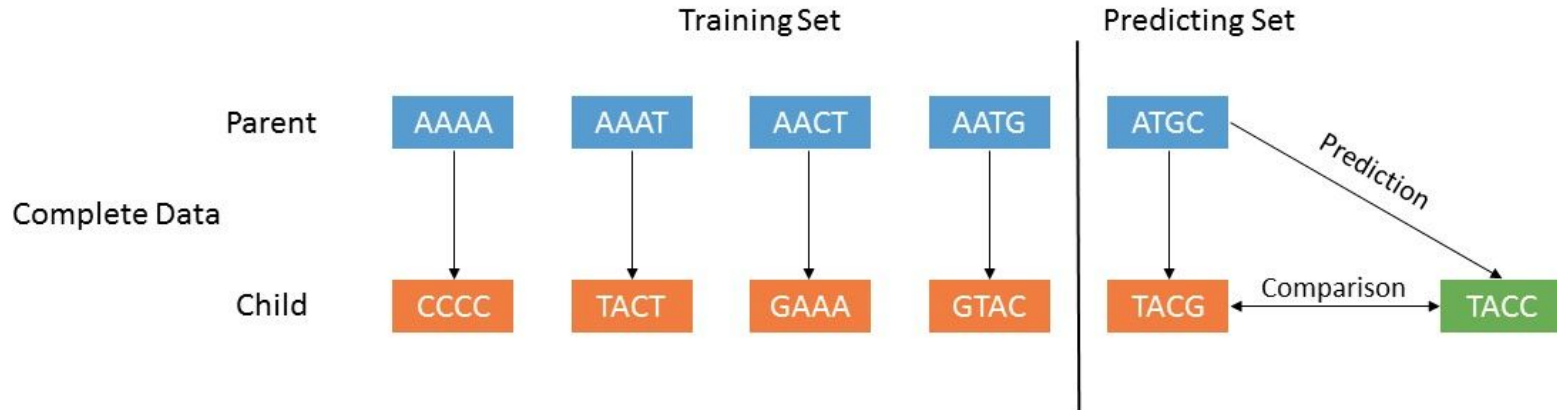 Training Set
Predicting Set
Parent
AAAA
AAAT
AACT
AATG
ATGC
Prediction
Complete Data
Child
CCCC
TACT
GAAA
GTAC
TACG
Comparison
TACC